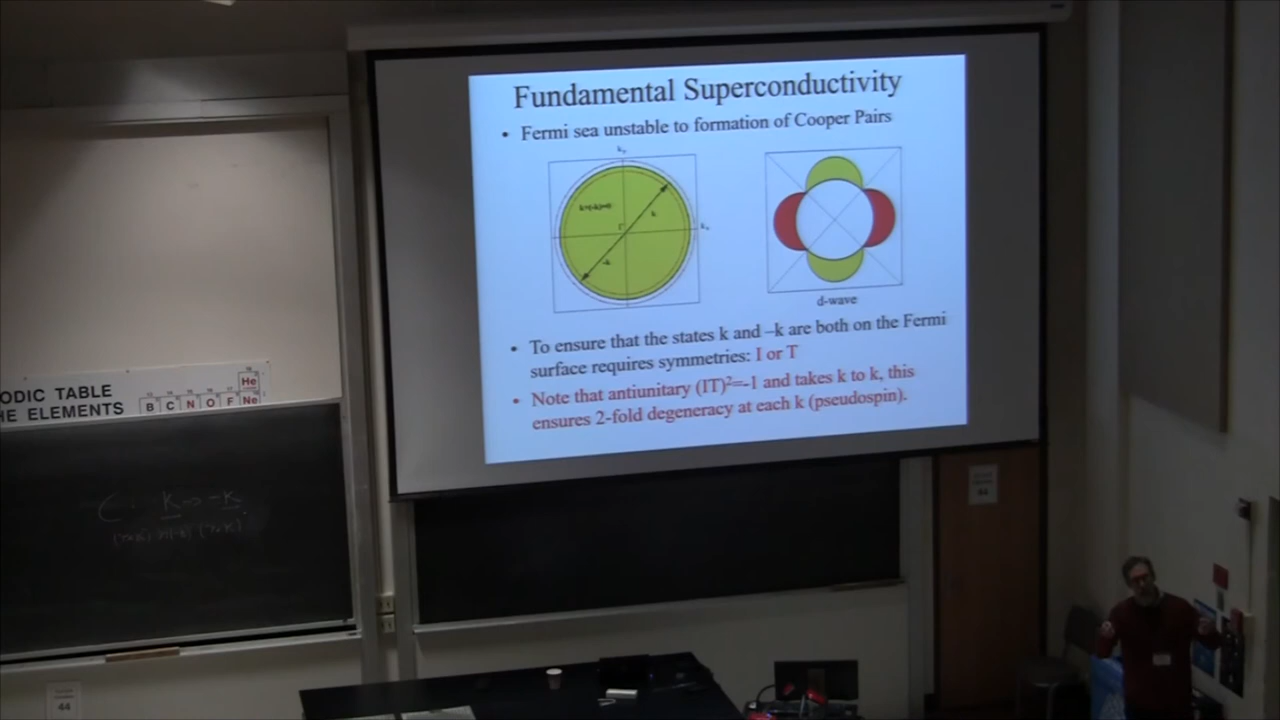 Fundamental Superconductivity
• Fermi sea unstable to formation of Cooper Pairs
k
-k
d-wave
• To ensure that the states k and –k are both on the Fermi
surface requires symmetries: I or T
• Note that antiunitary (IT)²=-1 and takes k to k, this
ensures 2-fold degeneracy at each k (pseudospin).
ODIC TABLE
HE ELEMENTS
He
B C N O F Ne
k -k
44